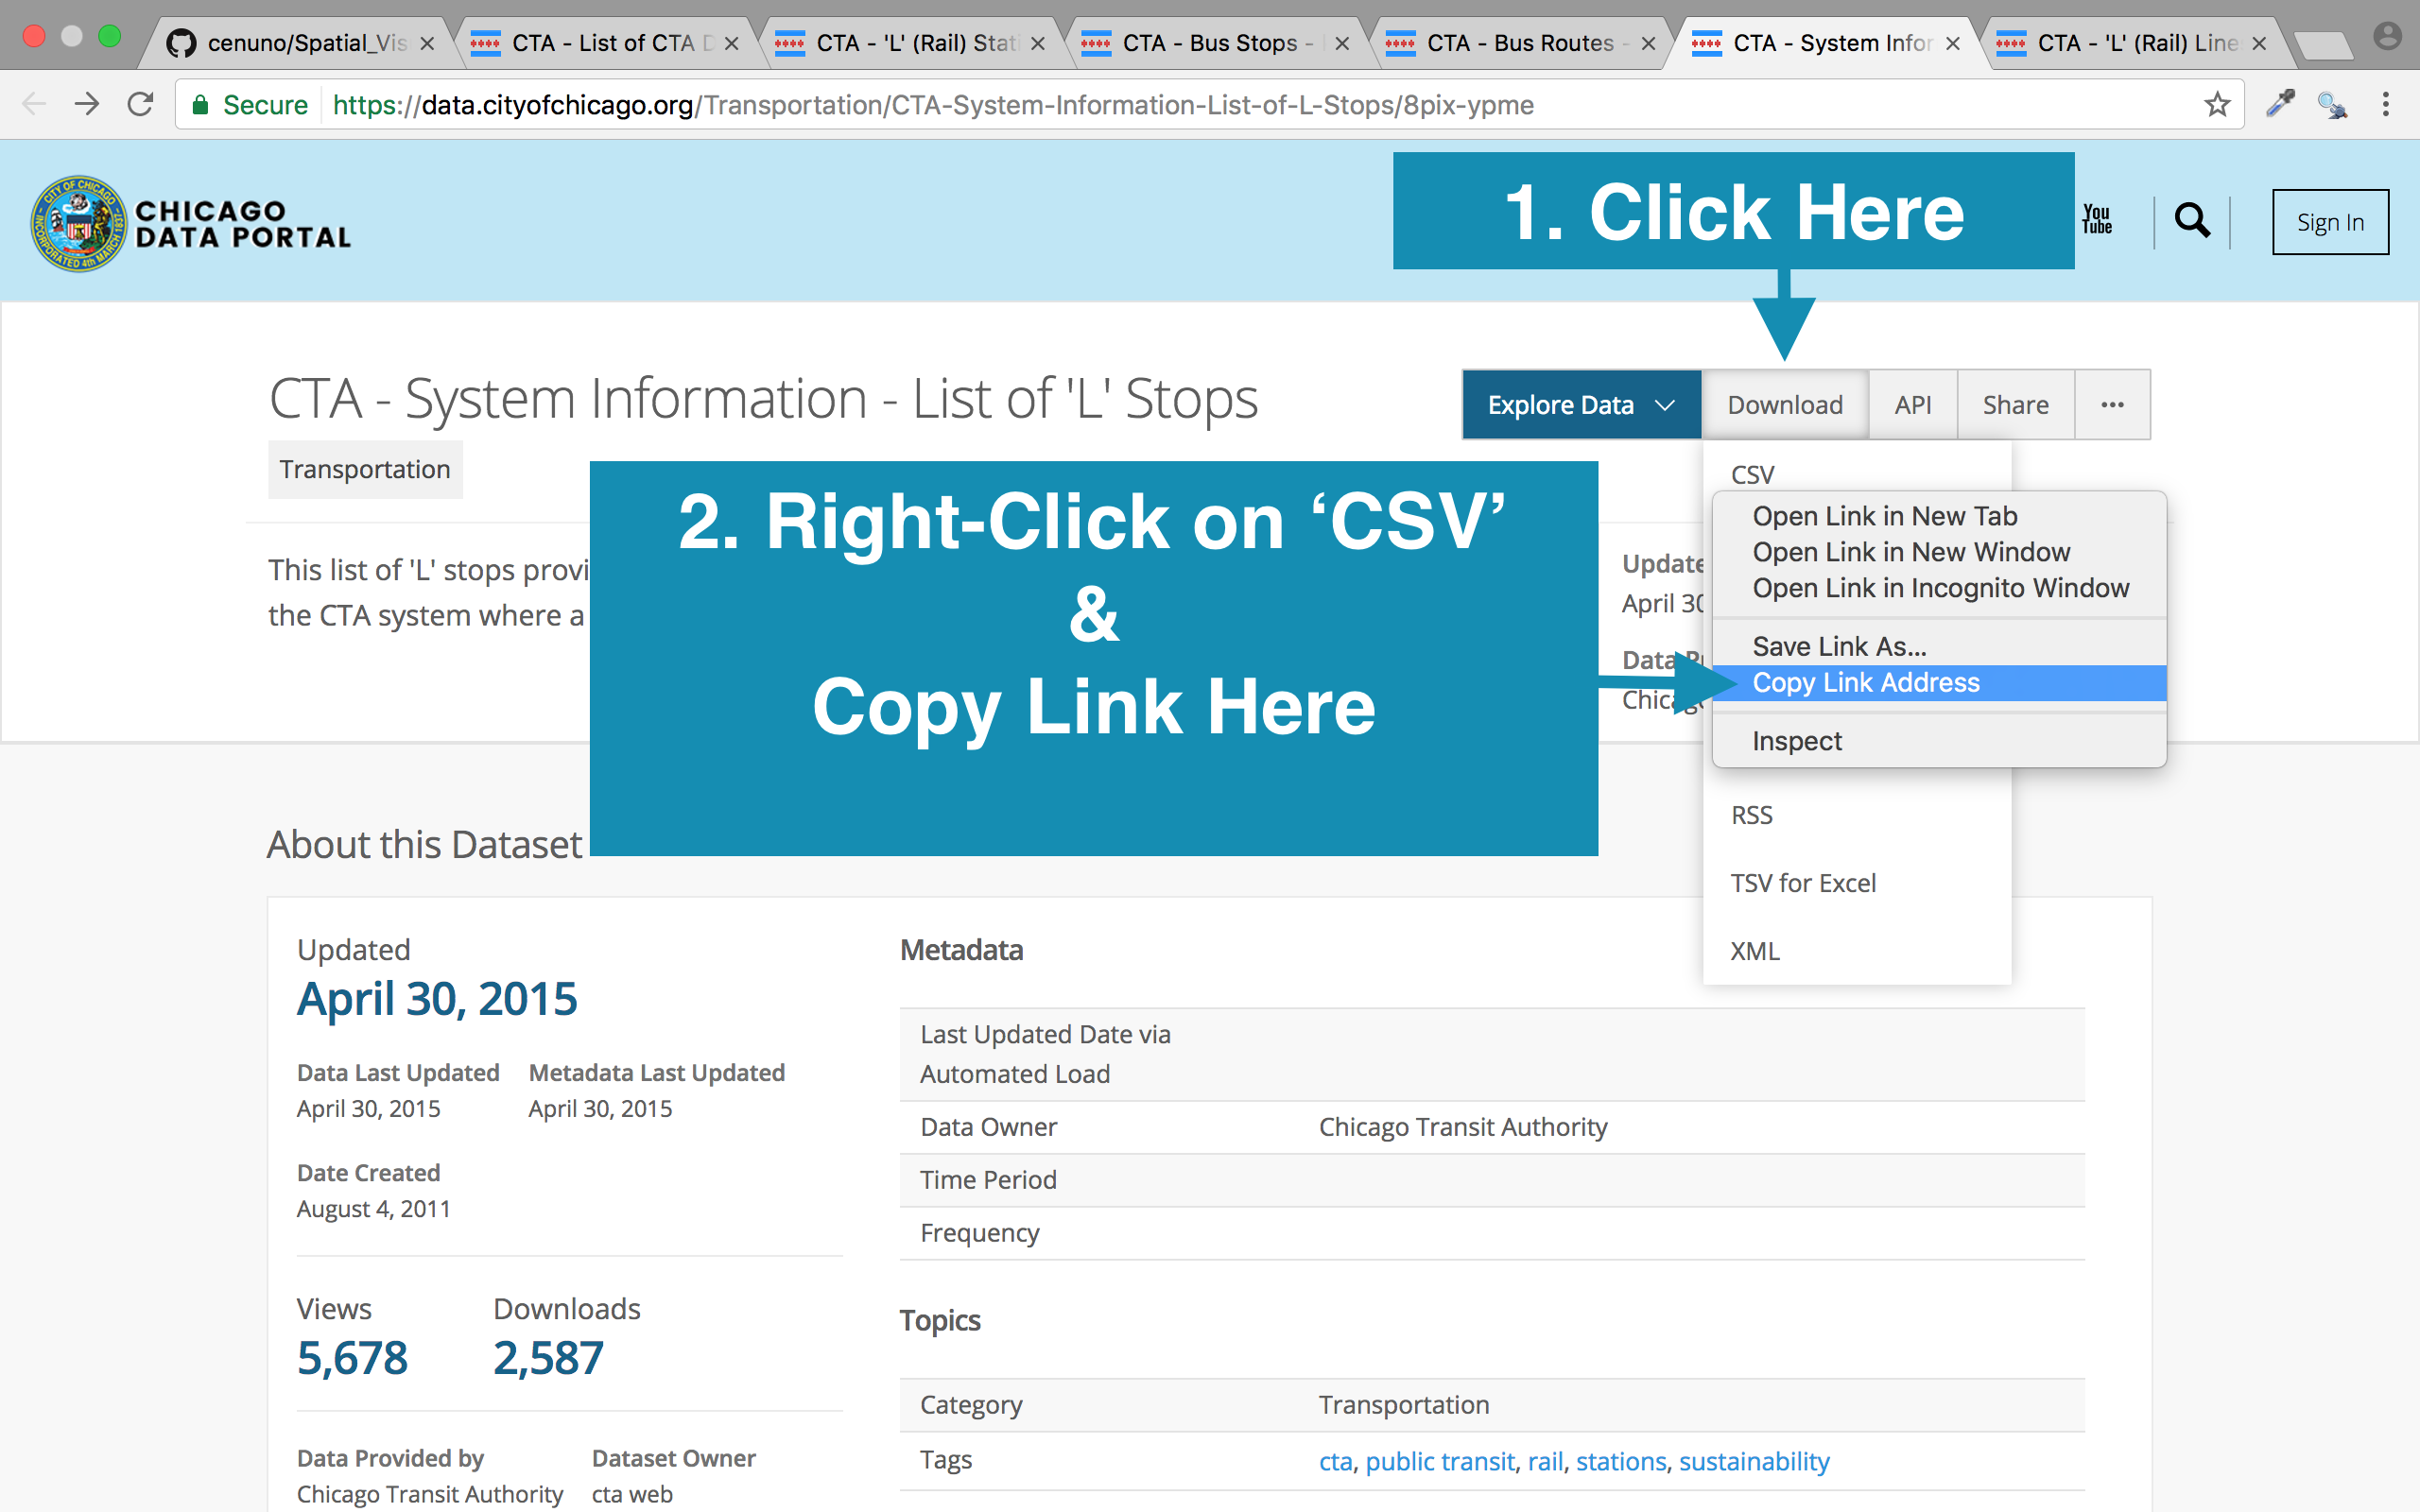 cenuno/Spatial_Vis
CTA - List of CTA D
CTA - 'L' (Rail) Stati
CTA - Bus Stops -
CTA - Bus Routes -
CTA - System Infor
CTA - 'L' (Rail) Line
Secure
https://data.cityofchicago.org/Transportation/CTA-System-Information-List-of-L-Stops/8pix-ypme
CITY OF CHICAGO
INCORPORATED 4th MARCH 1837
CHICAGO
DATA PORTAL
1. Click Here
You
Tube
Sign In
CTA - System Information - List of 'L' Stops
Explore Data
Download
API
Share
Transportation
CSV
2. Right-Click on ‘CSV’
&
Copy Link Here
This list of 'L' stops provi
the CTA system where a
Update
April 30
Data Pr
Chicago
Open Link in New Tab
Open Link in New Window
Open Link in Incognito Window
Save Link As...
Copy Link Address
Inspect
RSS
TSV for Excel
XML
About this Dataset
Updated
April 30, 2015
Data Last Updated
April 30, 2015
Metadata Last Updated
April 30, 2015
Date Created
August 4, 2011
Views
5,678
Downloads
2,587
Data Provided by
Chicago Transit Authority
Dataset Owner
cta web
Metadata
Last Updated Date via
Automated Load
Data Owner
Chicago Transit Authority
Time Period
Frequency
Topics
Category
Transportation
Tags
cta, public transit, rail, stations, sustainability